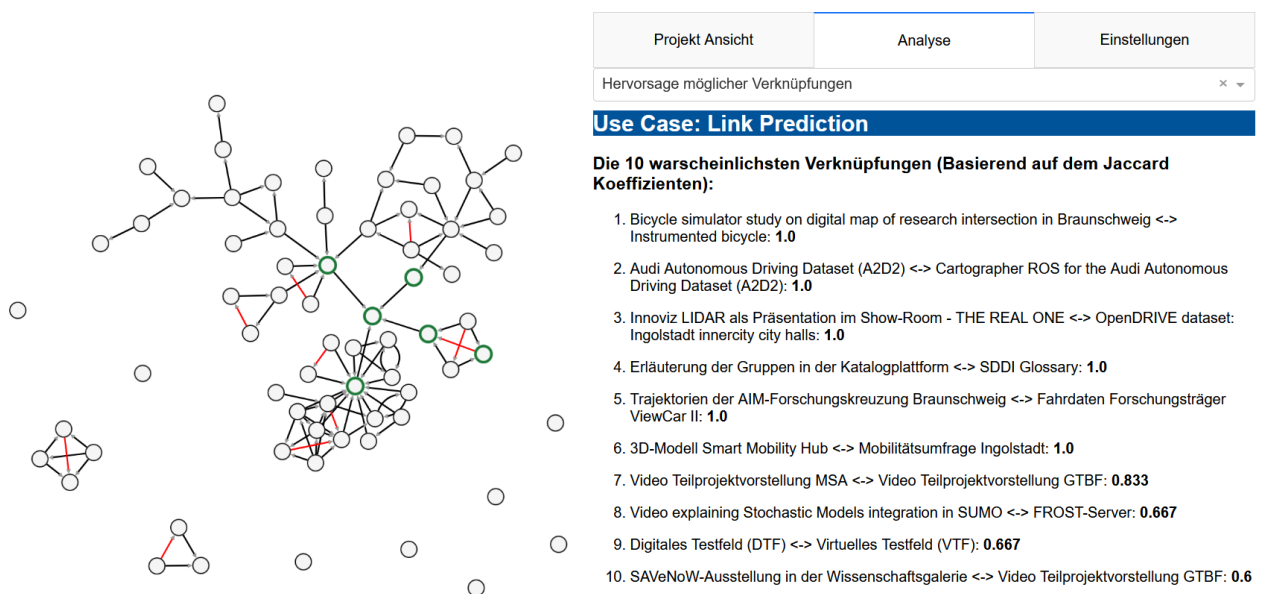 Projekt Ansicht
Analyse
Einstellungen
Hervorsage möglicher Verknüpfungen
×
Use Case: Link Prediction
Die 10 warscheinlichsten Verknüpfungen (Basierend auf dem Jaccard
Koeffizienten):
1. Bicycle simulator study on digital map of research intersection in Braunschweig <->
Instrumented bicycle: 1.0
2. Audi Autonomous Driving Dataset (A2D2) <-> Cartographer ROS for the Audi Autonomous
Driving Dataset (A2D2): 1.0
3. Innoviz LIDAR als Präsentation im Show-Room - THE REAL ONE <-> OpenDRIVE dataset:
Ingolstadt innercity city halls: 1.0
4. Erläuterung der Gruppen in der Katalogplattform <-> SDDI Glossary: 1.0
5. Trajektorien der AIM-Forschungskreuzung Braunschweig <-> Fahrdaten Forschungsträger
ViewCar II: 1.0
6. 3D-Modell Smart Mobility Hub <-> Mobilitätsumfrage Ingolstadt: 1.0
7. Video Teilprojektvorstellung MSA <-> Video Teilprojektvorstellung GTBF: 0.833
8. Video explaining Stochastic Models integration in SUMO <-> FROST-Server: 0.667
9. Digitales Testfeld (DTF) <-> Virtuelles Testfeld (VTF): 0.667
10. SAVeNoW-Ausstellung in der Wissenschaftsgalerie <-> Video Teilprojektvorstellung GTBF: 0.6